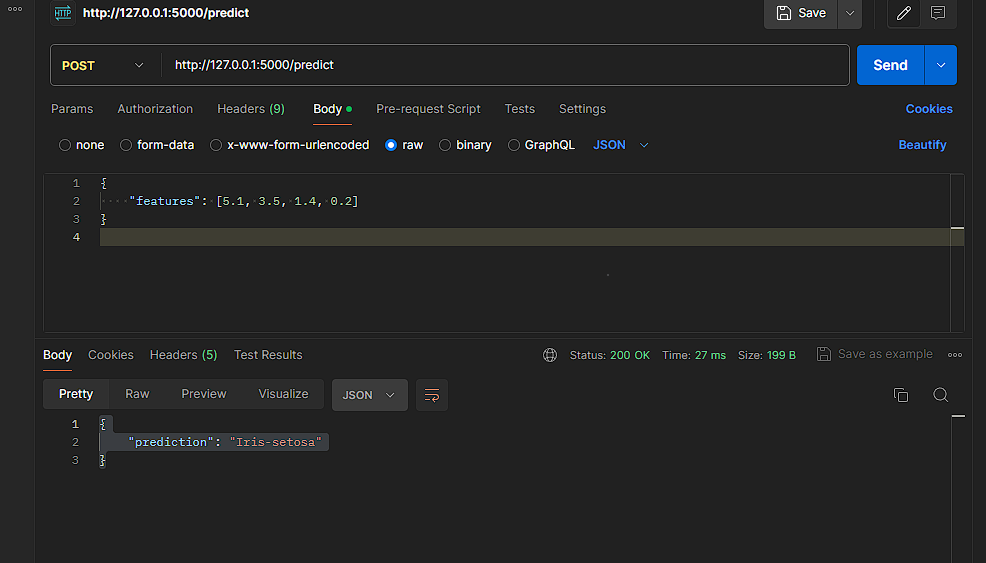 HTTP http://127.0.0.1:5000/predict Save
POST http://127.0.0.1:5000/predict Send
Params Authorization Headers (9) Body Pre-request Script Tests Settings Cookies
none form-data x-www-form-urlencoded raw binary GraphQL JSON Beautify
1 {
2 "features": [5.1, 3.5, 1.4, 0.2]
3 }
4
Body Cookies Headers (5) Test Results Status: 200 OK Time: 27 ms Size: 199 B Save as example
Pretty Raw Preview Visualize JSON
1 {
2 "prediction": "Iris-setosa"
3 }